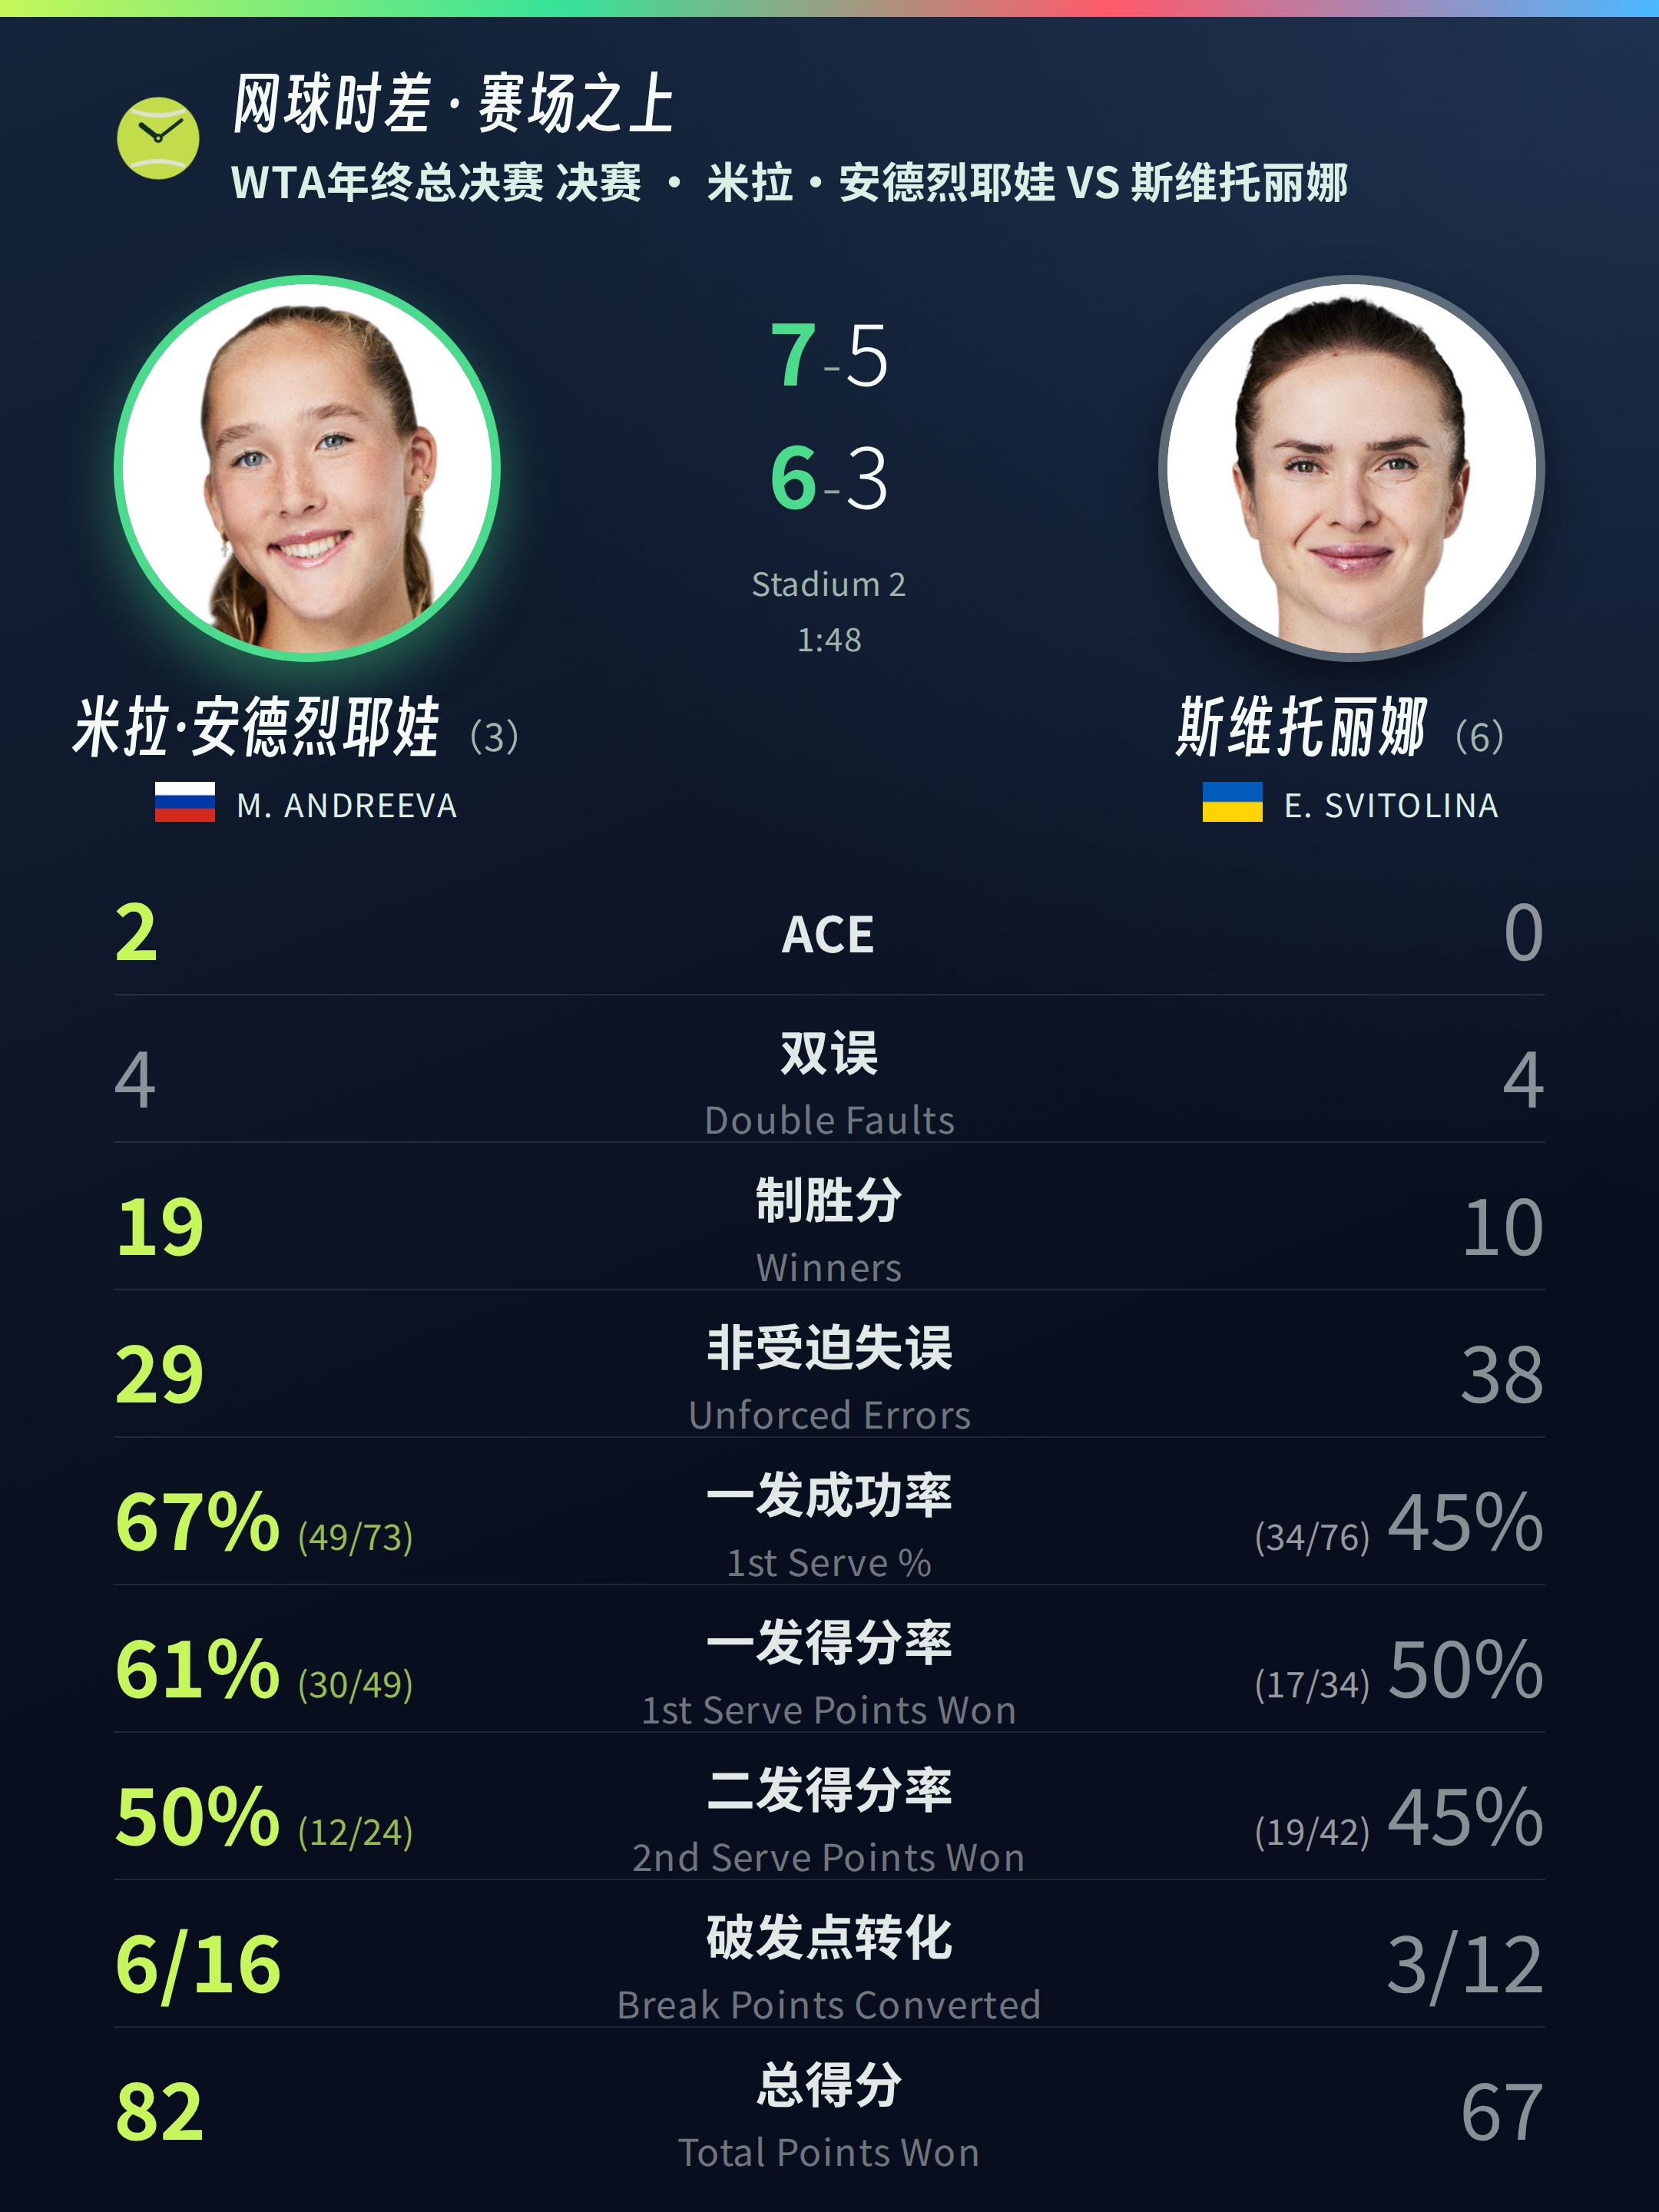 网球时差 · 赛场之上
WTA年终总决赛 决赛 · 米拉·安德烈耶娃 VS 斯维托丽娜
7-5
6-3
Stadium 2
1:48
米拉·安德烈耶娃（3）
M. ANDREEVA
斯维托丽娜（6）
E. SVITOLINA
2 ACE 0
4 双误 4
Double Faults
19 制胜分 10
Winners
29 非受迫失误 38
Unforced Errors
67% (49/73) 一发成功率 (34/76) 45%
1st Serve %
61% (30/49) 一发得分率 (17/34) 50%
1st Serve Points Won
50% (12/24) 二发得分率 (19/42) 45%
2nd Serve Points Won
6/16 破发点转化 3/12
Break Points Converted
82 总得分 67
Total Points Won